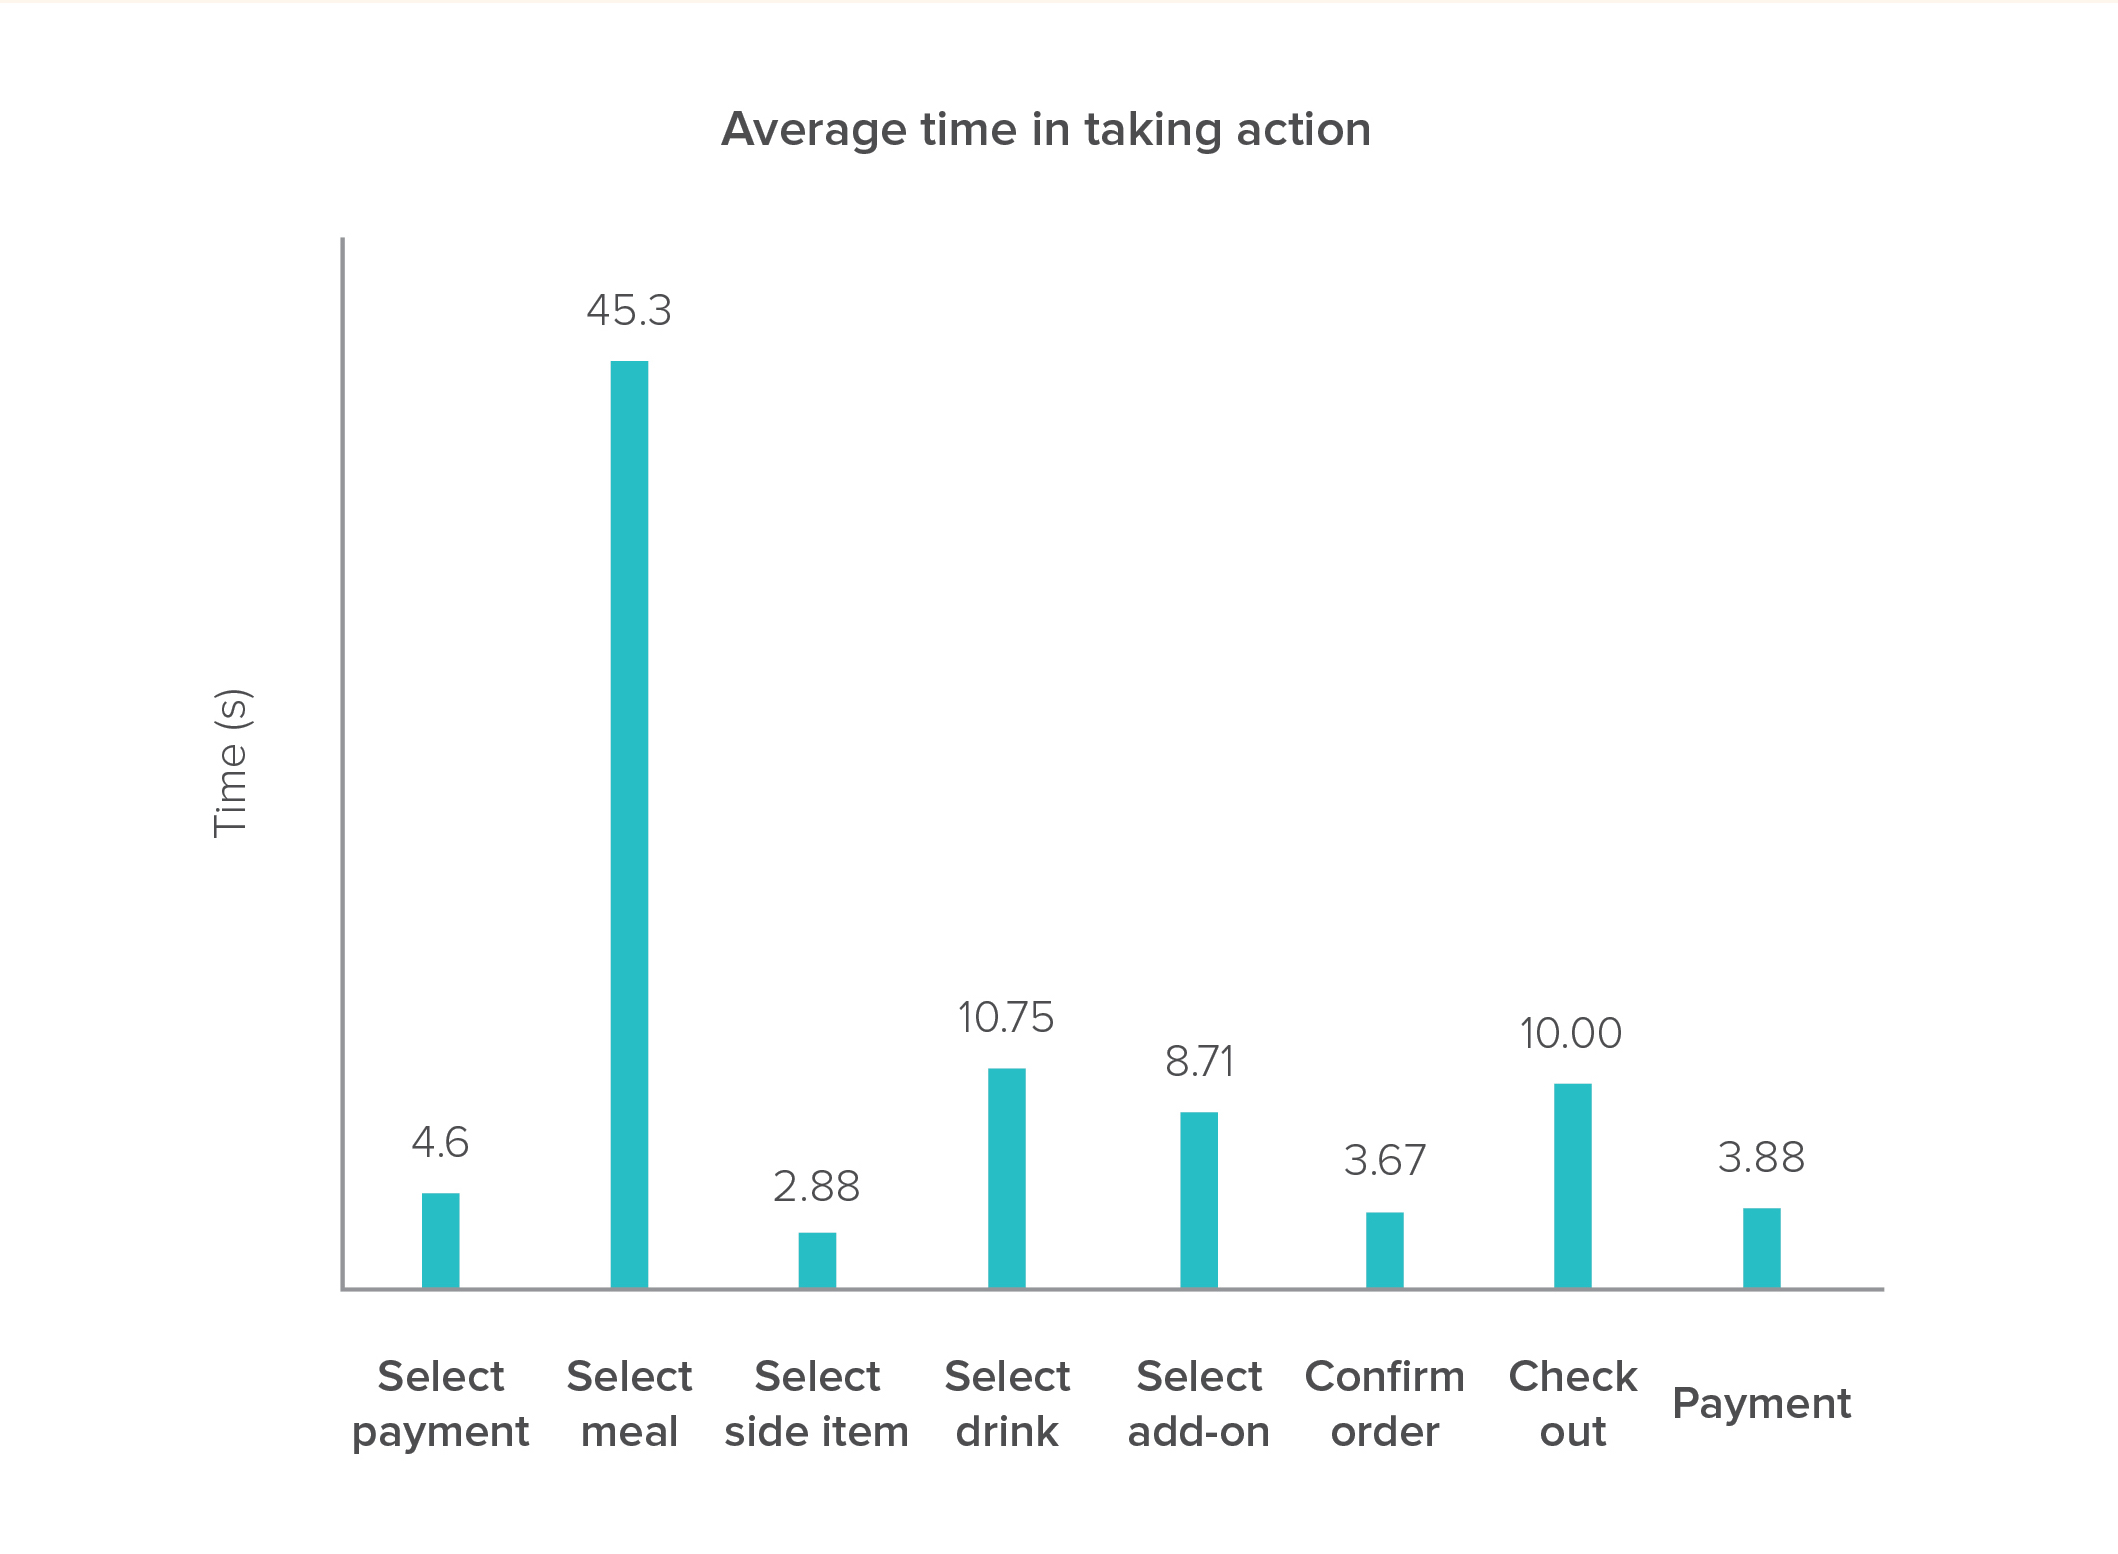 Average time in taking action
Time (s)
4.6
45.3
2.88
10.75
8.71
3.67
10.00
3.88
Select
payment
Select
meal
Select
side item
Select
drink
Select
add-on
Confirm
order
Check
out
Payment